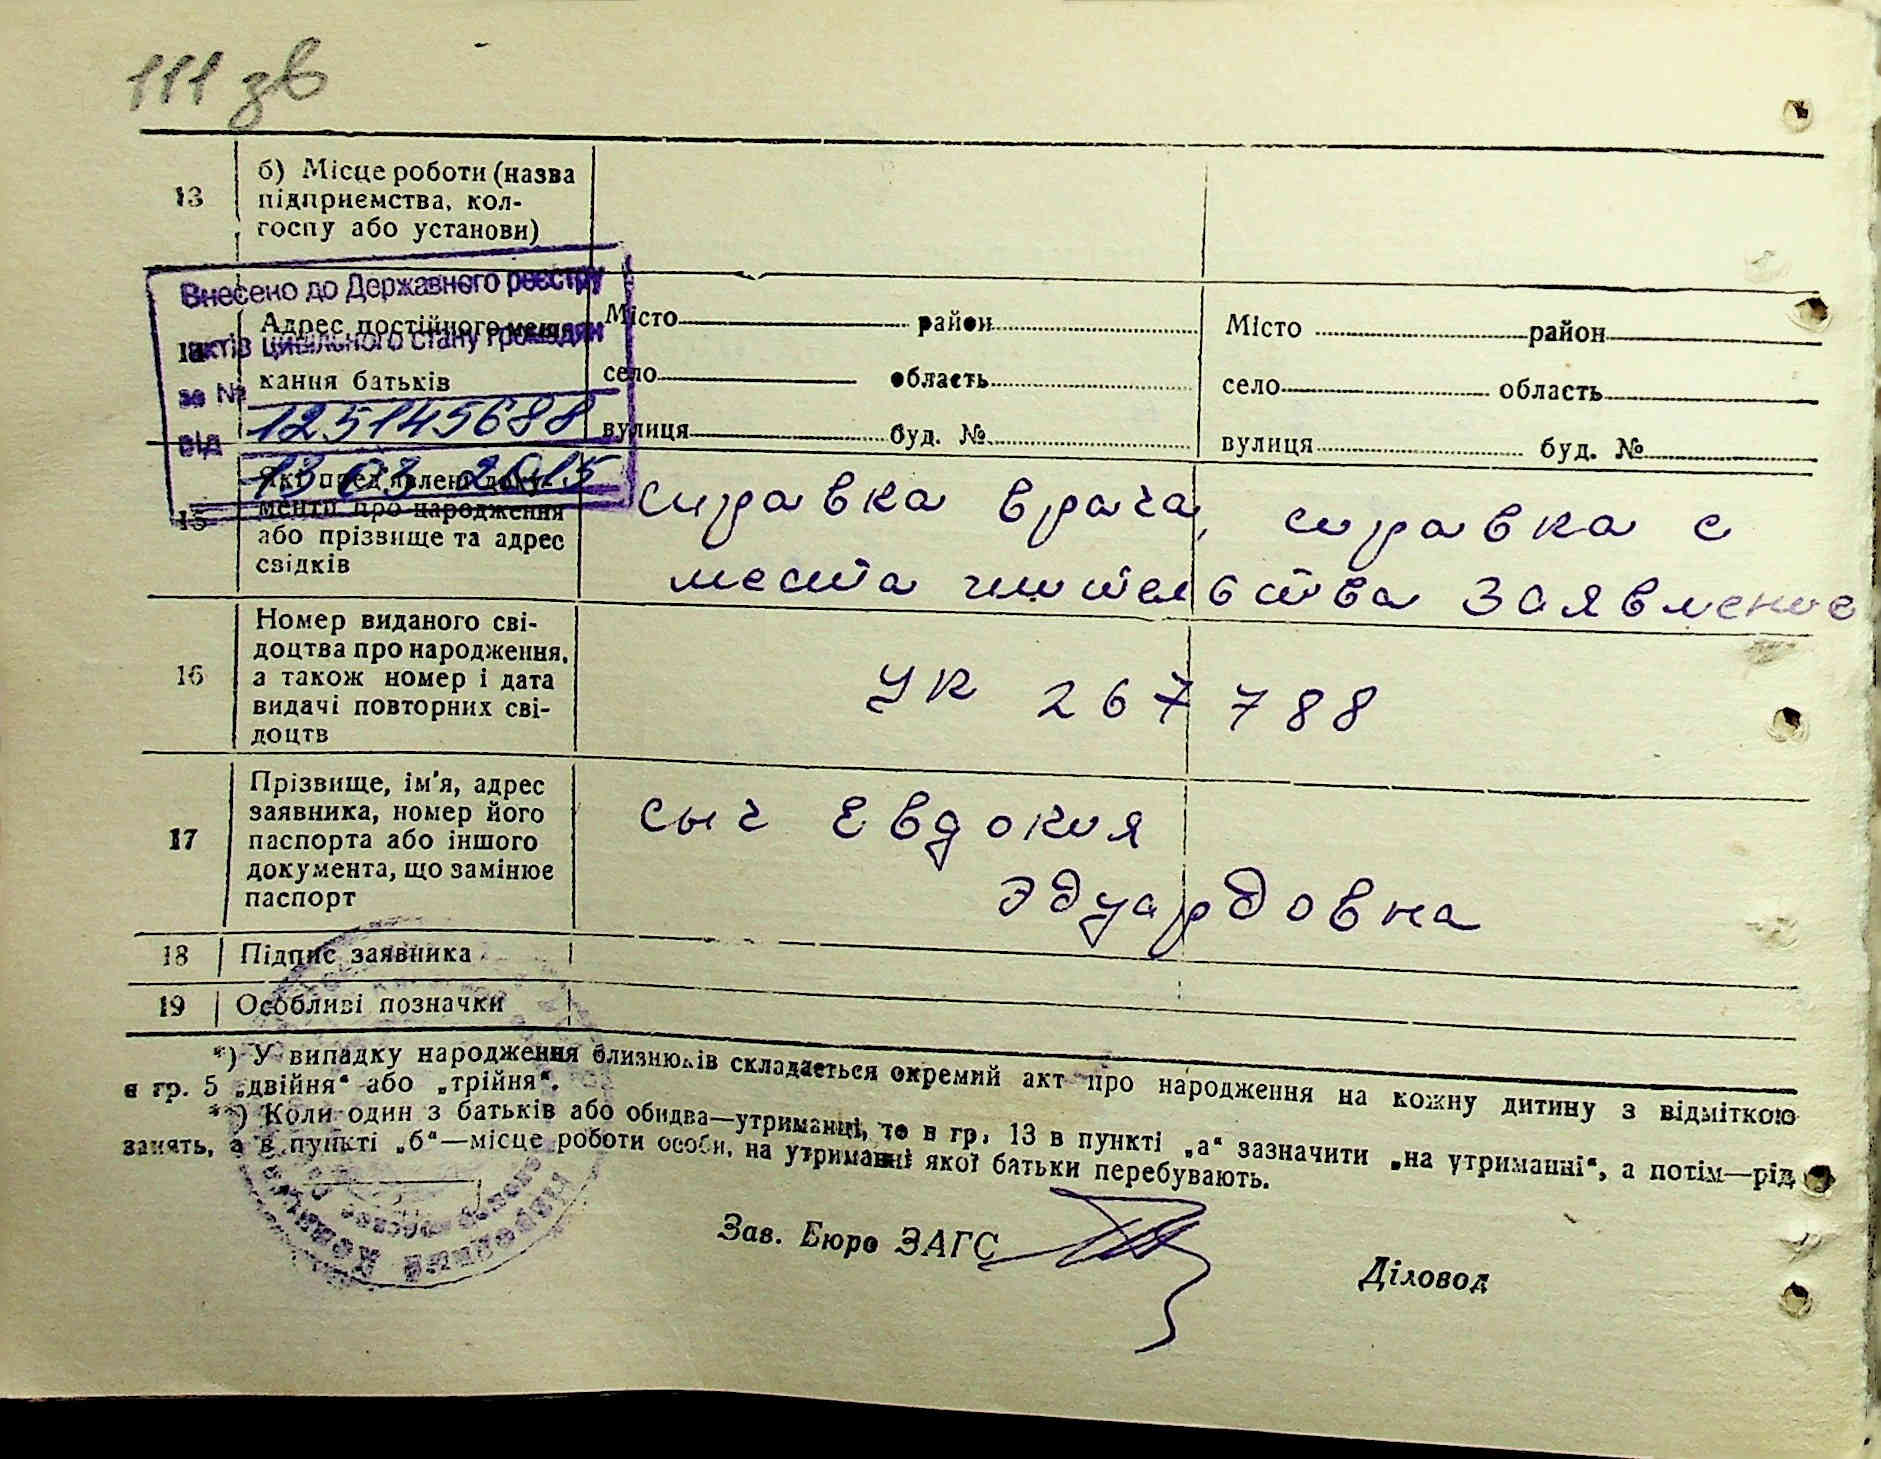 111 зв
13
б) Місце роботи (назва
підприємства, кол-
госпу або установи)
Внесено до Державного реєстру
актів цивільного стану громадян
за № 125145688
від 13 03 2015
Адрес постійного меш-
кання батьків
Місто район
село область
вулиця буд. №
Місто район
село область
вулиця буд. №
15
Які пред'явлені доку-
менти про народження
або прізвище та адрес
свідків
справка врача, справка с
места жительства заявление
16
Номер виданого сві-
доцтва про народження,
а також номер і дата
видачі повторних сві-
доцтв
УК 267788
17
Прізвище, ім'я, адрес
заявника, номер його
паспорта або іншого
документа, що замінює
паспорт
Сыч Евдокия
Эдуардовна
18 Підпис заявника
19 Особливі позначки
*) У випадку народження близнюків складається окремий акт про народження на кожну дитину з відміткою
в гр. 5 „двійня“ або „трійня“.
**) Коли один з батьків або обидва—утриманці, то в гр. 13 в пункті „а“ зазначити „на утриманні“, а потім—рід
занять, а в пункті „б“—місце роботи особи, на утриманні якої батьки перебувають.
Зав. Бюро ЗАГС
Діловод